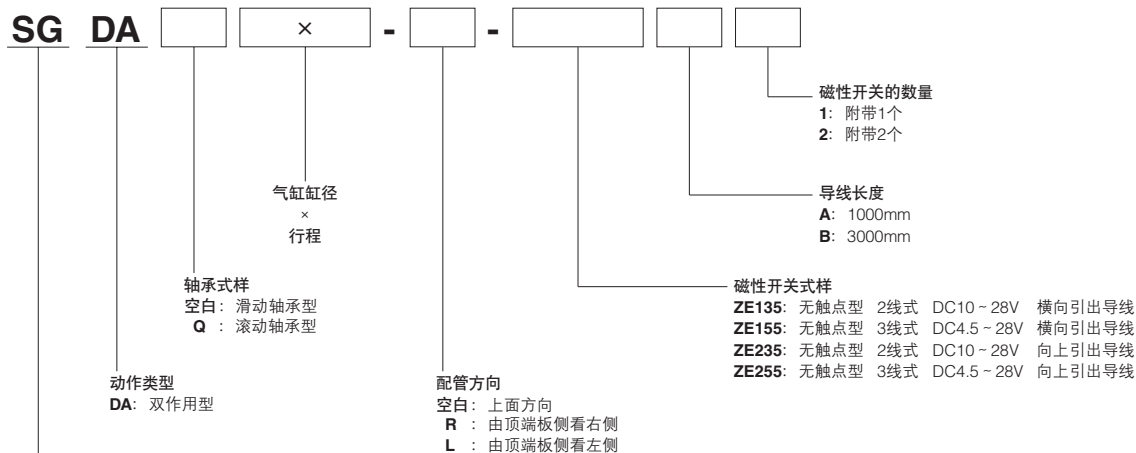 SG DA × - -
磁性开关的数量
1: 附带1个
2: 附带2个
气缸缸径
×
行程
导线长度
A: 1000mm
B: 3000mm
轴承式样
空白: 滑动轴承型
Q : 滚动轴承型
磁性开关式样
ZE135: 无触点型 2线式 DC10~28V 横向引出导线
ZE155: 无触点型 3线式 DC4.5~28V 横向引出导线
ZE235: 无触点型 2线式 DC10~28V 向上引出导线
ZE255: 无触点型 3线式 DC4.5~28V 向上引出导线
动作类型
DA: 双作用型
配管方向
空白: 上面方向
R : 由顶端板侧看右侧
L : 由顶端板侧看左侧